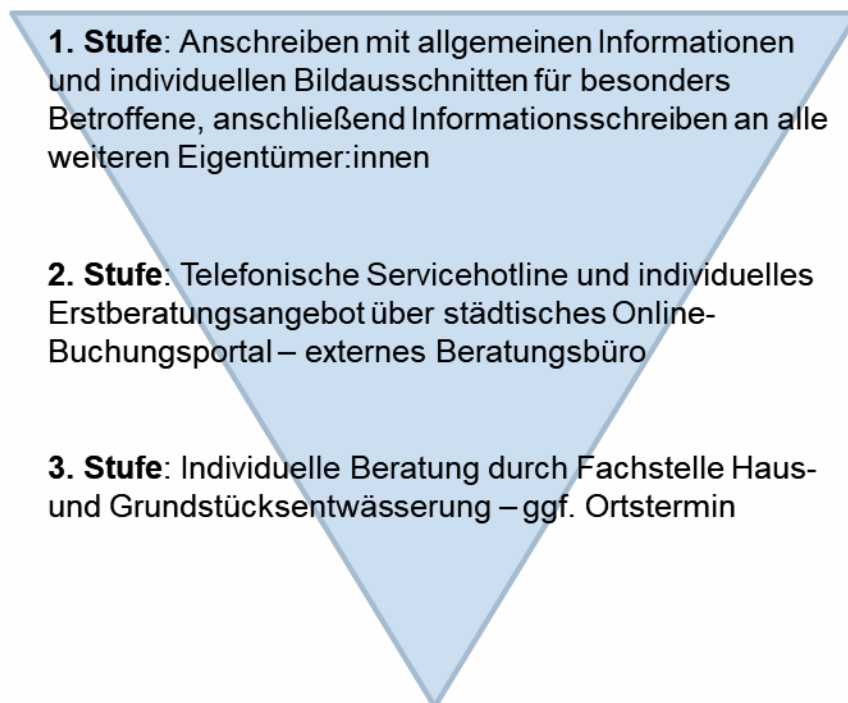 1. Stufe: Anschreiben mit allgemeinen Informationen
und individuellen Bildausschnitten für besonders
Betroffene, anschließend Informationsschreiben an alle
weiteren Eigentümer:innen
2. Stufe: Telefonische Servicehotline und individuelles
Erstberatungsangebot über städtisches Online-
Buchungsportal – externes Beratungsbüro
3. Stufe: Individuelle Beratung durch Fachstelle Haus-
und Grundstücksentwässerung – ggf. Ortstermin